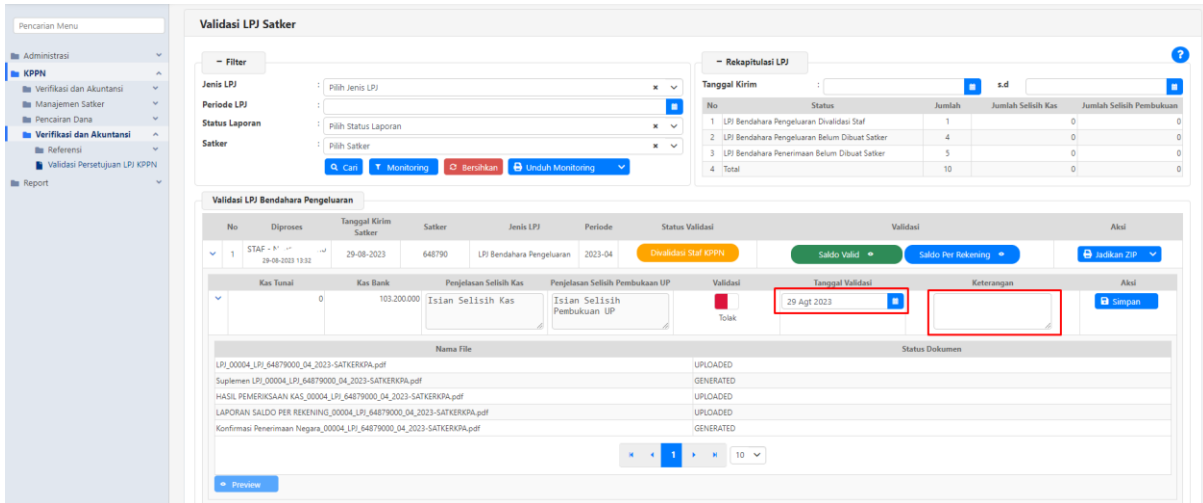 Pencarian Menu
Administrasi
KPPN
Verifikasi dan Akuntansi
Manajemen Satker
Pencairan Dana
Verifikasi dan Akuntansi
Referensi
Validasi Persetujuan LPJ KPPN
Report
Validasi LPJ Satker
− Filter
Jenis LPJ : Pilih Jenis LPJ
Periode LPJ :
Status Laporan : Pilih Status Laporan
Satker : Pilih Satker
Cari Monitoring Bersihkan Unduh Monitoring
− Rekapitulasi LPJ
?
Tanggal Kirim : s.d
No Status Jumlah Jumlah Selisih Kas Jumlah Selisih Pembukuan
1 LPJ Bendahara Pengeluaran Divalidasi Staf 1 0 0
2 LPJ Bendahara Pengeluaran Belum Dibuat Satker 4 0 0
3 LPJ Bendahara Penerimaan Belum Dibuat Satker 5 0 0
4 Total 10 0 0
Validasi LPJ Bendahara Pengeluaran
No Diproses Tanggal Kirim Satker Satker Jenis LPJ Periode Status Validasi Validasi Aksi
1 STAF - 29-08-2023 13:32 29-08-2023 648790 LPJ Bendahara Pengeluaran 2023-04 Divalidasi Staf KPPN Saldo Valid Saldo Per Rekening Jadikan ZIP
Kas Tunai Kas Bank Penjelasan Selisih Kas Penjelasan Selisih Pembukaan UP Validasi Tanggal Validasi Keterangan Aksi
0 103.200.000 Isian Selisih Kas Isian Selisih Pembukuan UP Tolak 29 Agt 2023 Simpan
Nama File Status Dokumen
LPJ_00004_LPJ_64879000_04_2023-SATKERKPA.pdf UPLOADED
Suplemen LPJ_00004_LPJ_64879000_04_2023-SATKERKPA.pdf GENERATED
HASIL PEMERIKSAAN KAS_00004_LPJ_64879000_04_2023-SATKERKPA.pdf UPLOADED
LAPORAN SALDO PER REKENING_00004_LPJ_64879000_04_2023-SATKERKPA.pdf UPLOADED
Konfirmasi Penerimaan Negara_00004_LPJ_64879000_04_2023-SATKERKPA.pdf GENERATED
1 10
Preview